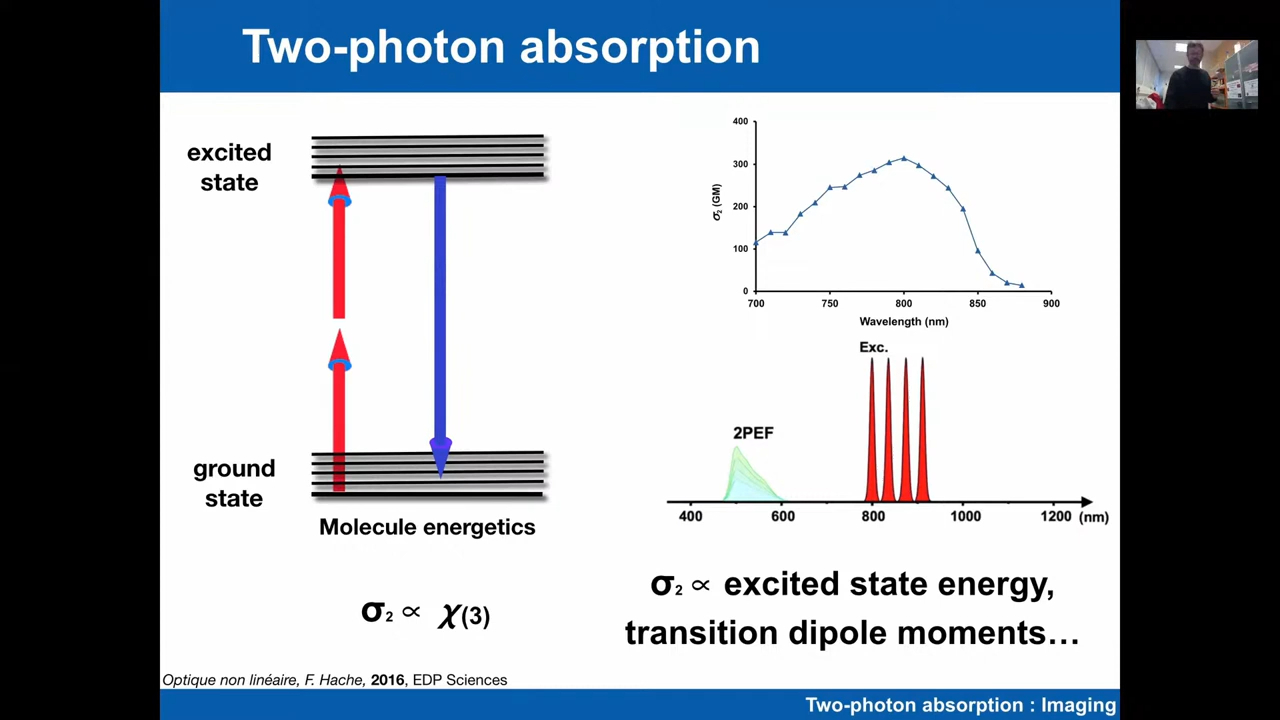 Two-photon absorption
excited
state
ground
state
Molecule energetics
σ2 ∝ χ(3)
400
300
200
100
0
σ2 (GM)
700 750 800 850 900
Wavelength (nm)
Exc.
2PEF
400 600 800 1000 1200 (nm)
σ2 ∝ excited state energy,
transition dipole moments…
Optique non linéaire, F. Hache, 2016, EDP Sciences
Two-photon absorption : Imaging